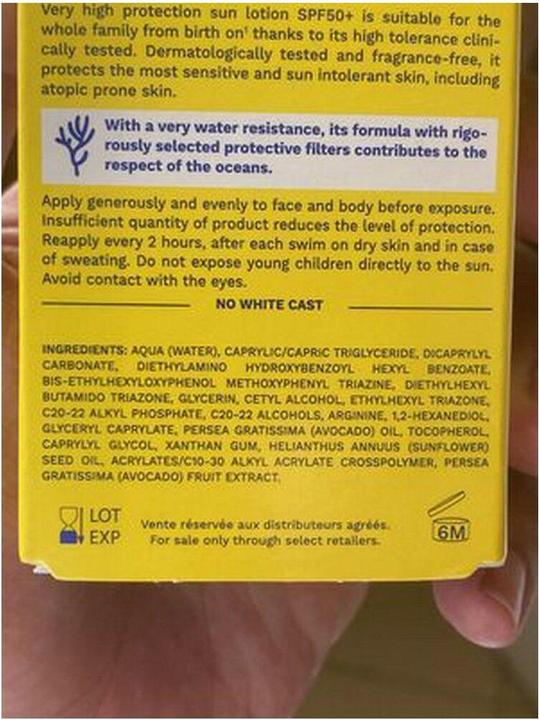 Very high protection sun lotion SPF50+ is suitable for the
whole family from birth on¹ thanks to its high tolerance clini-
cally tested. Dermatologically tested and fragrance-free, it
protects the most sensitive and sun intolerant skin, including
atopic prone skin.
With a very water resistance, its formula with rigo-
rously selected protective filters contributes to the
respect of the oceans.
Apply generously and evenly to face and body before exposure.
Insufficient quantity of product reduces the level of protection.
Reapply every 2 hours, after each swim on dry skin and in case
of sweating. Do not expose young children directly to the sun.
Avoid contact with the eyes.
NO WHITE CAST
INGREDIENTS: AQUA (WATER), CAPRYLIC/CAPRIC TRIGLYCERIDE, DICAPRYLYL
CARBONATE, DIETHYLAMINO HYDROXYBENZOYL HEXYL BENZOATE,
BIS-ETHYLHEXYLOXYPHENOL METHOXYPHENYL TRIAZINE, DIETHYLHEXYL
BUTAMIDO TRIAZONE, GLYCERIN, CETYL ALCOHOL, ETHYLHEXYL TRIAZONE,
C20-22 ALKYL PHOSPHATE, C20-22 ALCOHOLS, ARGININE, 1,2-HEXANEDIOL,
GLYCERYL CAPRYLATE, PERSEA GRATISSIMA (AVOCADO) OIL, TOCOPHEROL,
CAPRYLYL GLYCOL, XANTHAN GUM, HELIANTHUS ANNUUS (SUNFLOWER)
SEED OIL, ACRYLATES/C10-30 ALKYL ACRYLATE CROSSPOLYMER, PERSEA
GRATISSIMA (AVOCADO) FRUIT EXTRACT.
LOT
EXP
Vente réservée aux distributeurs agréés.
For sale only through select retailers.
6M